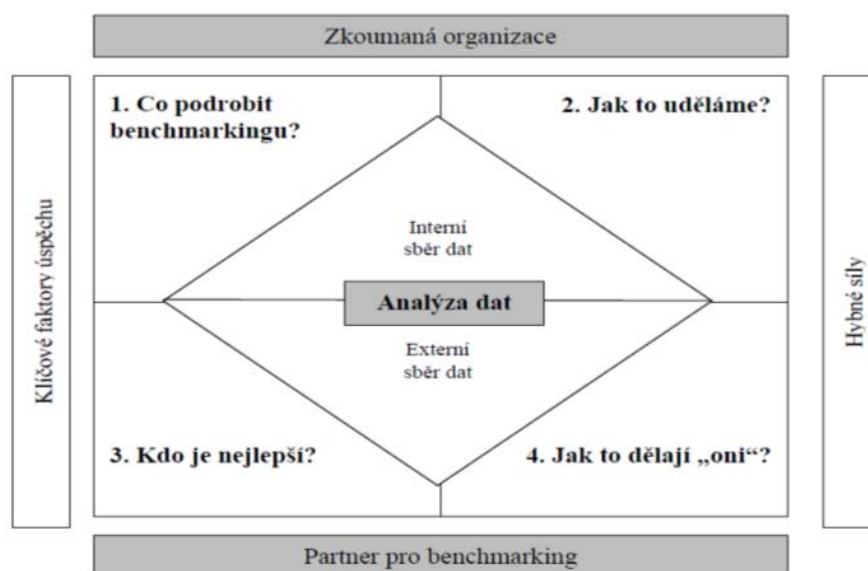 Zkoumaná organizace
Klíčové faktory úspěchu
1. Co podrobit
benchmarkingu?
2. Jak to uděláme?
Interní
sběr dat
Analýza dat
Externí
sběr dat
3. Kdo je nejlepší?
4. Jak to dělají „oni“?
Hybné síly
Partner pro benchmarking